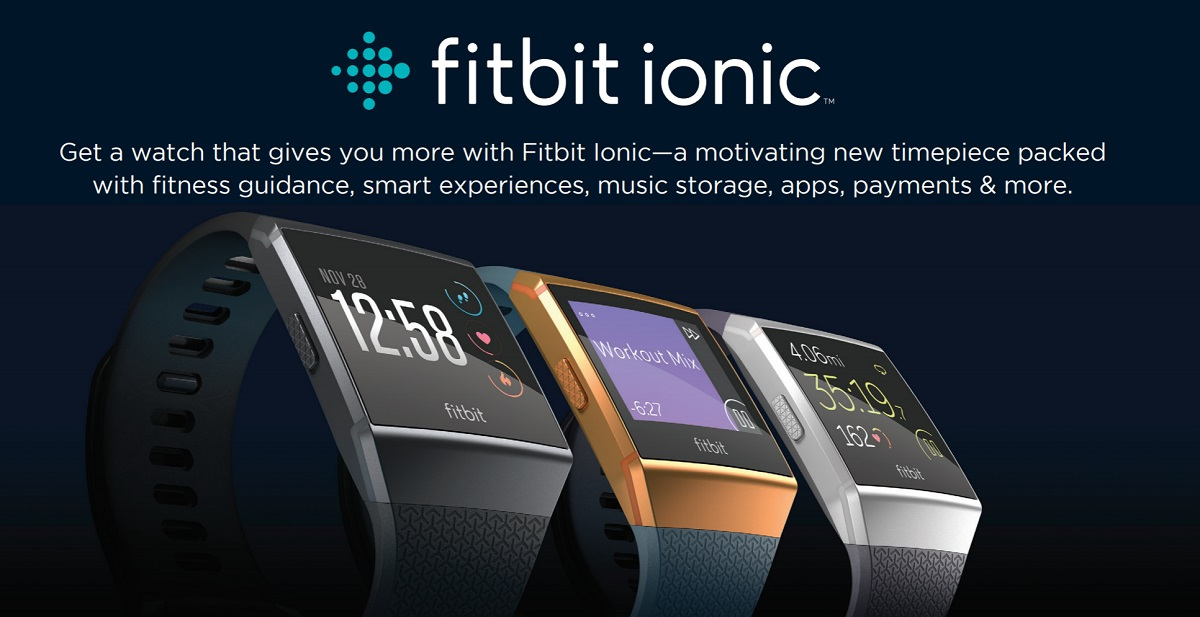 fitbit ionic™
Get a watch that gives you more with Fitbit Ionic—a motivating new timepiece packed
with fitness guidance, smart experiences, music storage, apps, payments & more.
NOV 28
12:58
fitbit
Workout Mix
-6:27
fitbit
4.06mi
35:19.7
162
fitbit